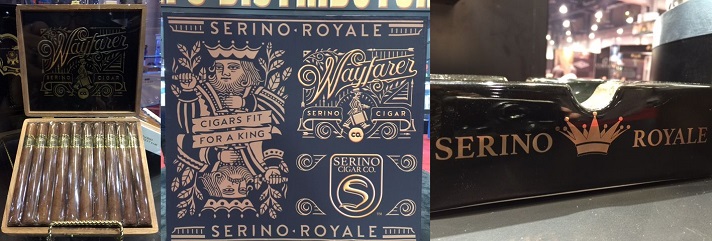 Wayfarer
SERINO CIGAR
CO.
SERINO · ROYALE
CIGARS FIT
FOR A KING
Wayfarer
SERINO CIGAR
CO.
SERINO
CIGAR CO.
S
SERINO · ROYALE
SERINO ROYALE